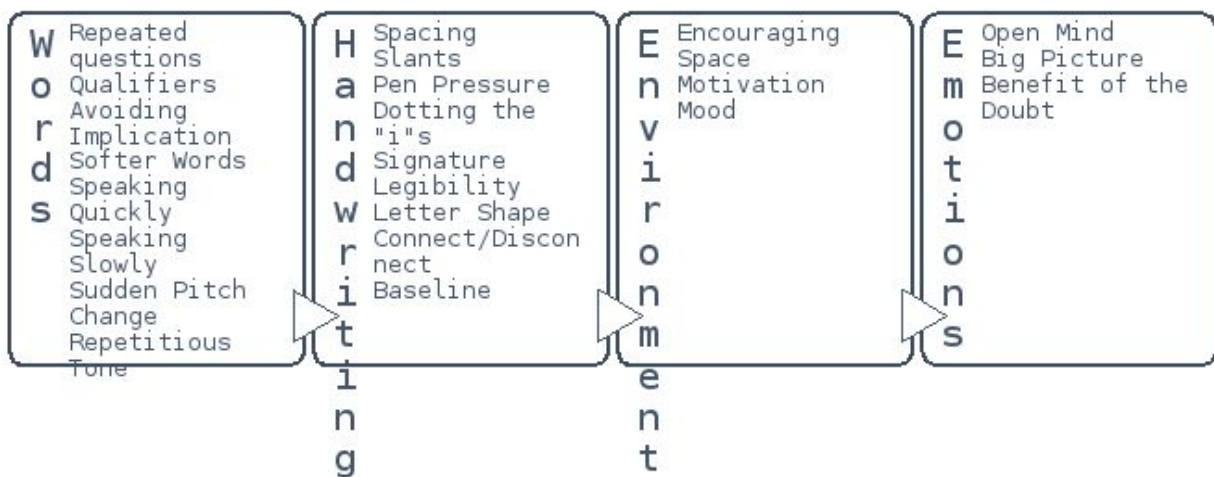 Words
Repeated
questions
Qualifiers
Avoiding
Implication
Softer Words
Speaking
Quickly
Speaking
Slowly
Sudden Pitch
Change
Repetitious
Tone
Handwriting
Spacing
Slants
Pen Pressure
Dotting the
"i"s
Signature
Legibility
Letter Shape
Connect/Discon
nect
Baseline
Environment
Encouraging
Space
Motivation
Mood
Emotions
Open Mind
Big Picture
Benefit of the
Doubt